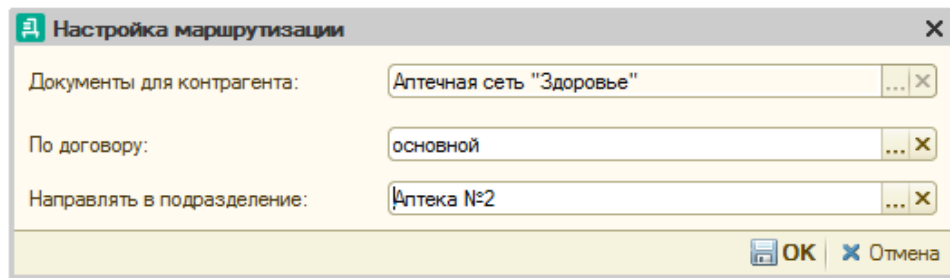 Настройка маршрутизации
Документы для контрагента: Аптечная сеть "Здоровье" ...
По договору: основной ...
Направлять в подразделение: Аптека №2 ...
OK Отмена